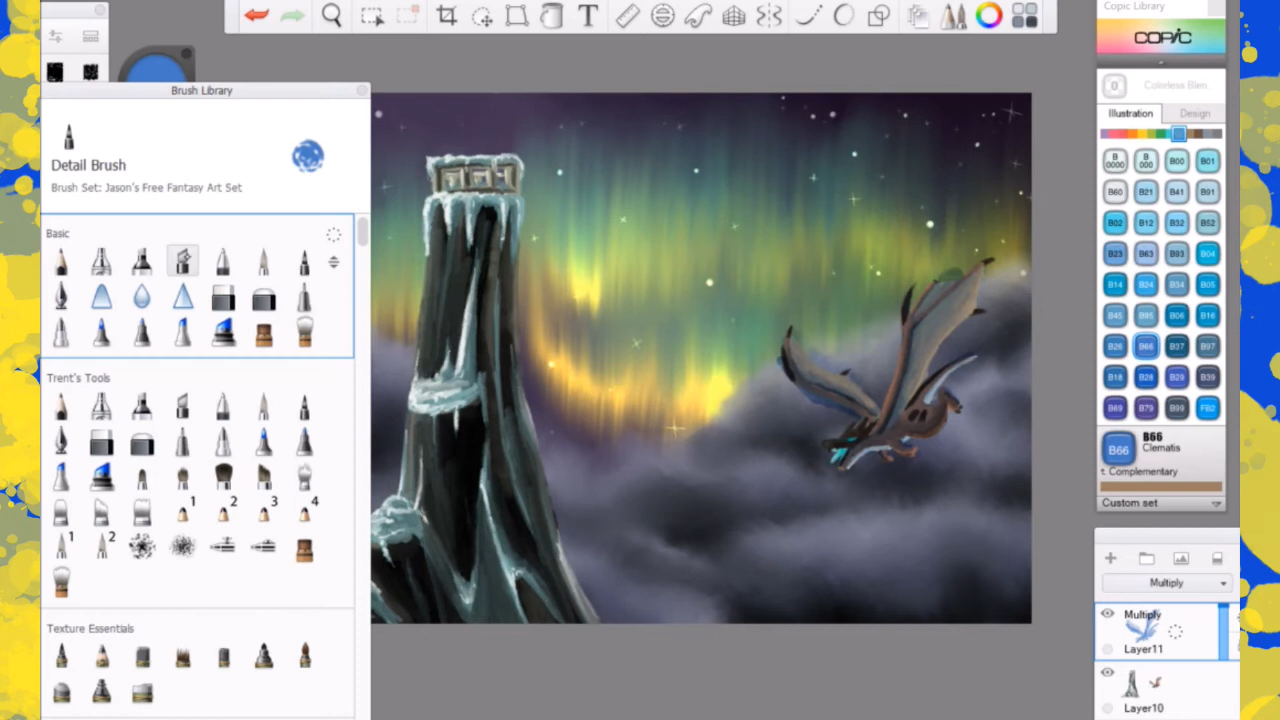 Brush Library
Detail Brush
Brush Set: Jason's Free Fantasy Art Set
Basic
Trent's Tools
1 2 3 4
1 2
Texture Essentials
T
Copic Library
COPIC
0 Colorless Blen.
Illustration Design
B0000 B000 B00 B01
B60 B21 B41 B91
B02 B12 B32 B52
B23 B63 B93 B04
B14 B24 B34 B05
B45 B95 B06 B16
B26 B66 B37 B97
B18 B28 B29 B39
B69 B79 B99 FB2
B66 B66
Clematis
t. Complementary
Custom set
Multiply
Multiply
Layer11
Layer10